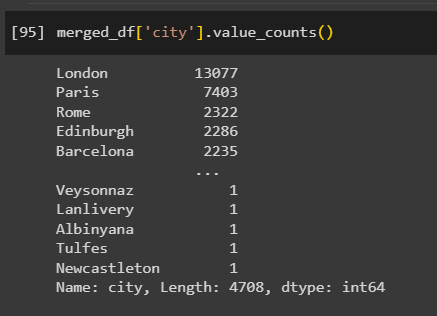 [95] merged_df['city'].value_counts()
London 13077
Paris 7403
Rome 2322
Edinburgh 2286
Barcelona 2235
...
Veysonnaz 1
Lanlivery 1
Albinyana 1
Tulfes 1
Newcastleton 1
Name: city, Length: 4708, dtype: int64